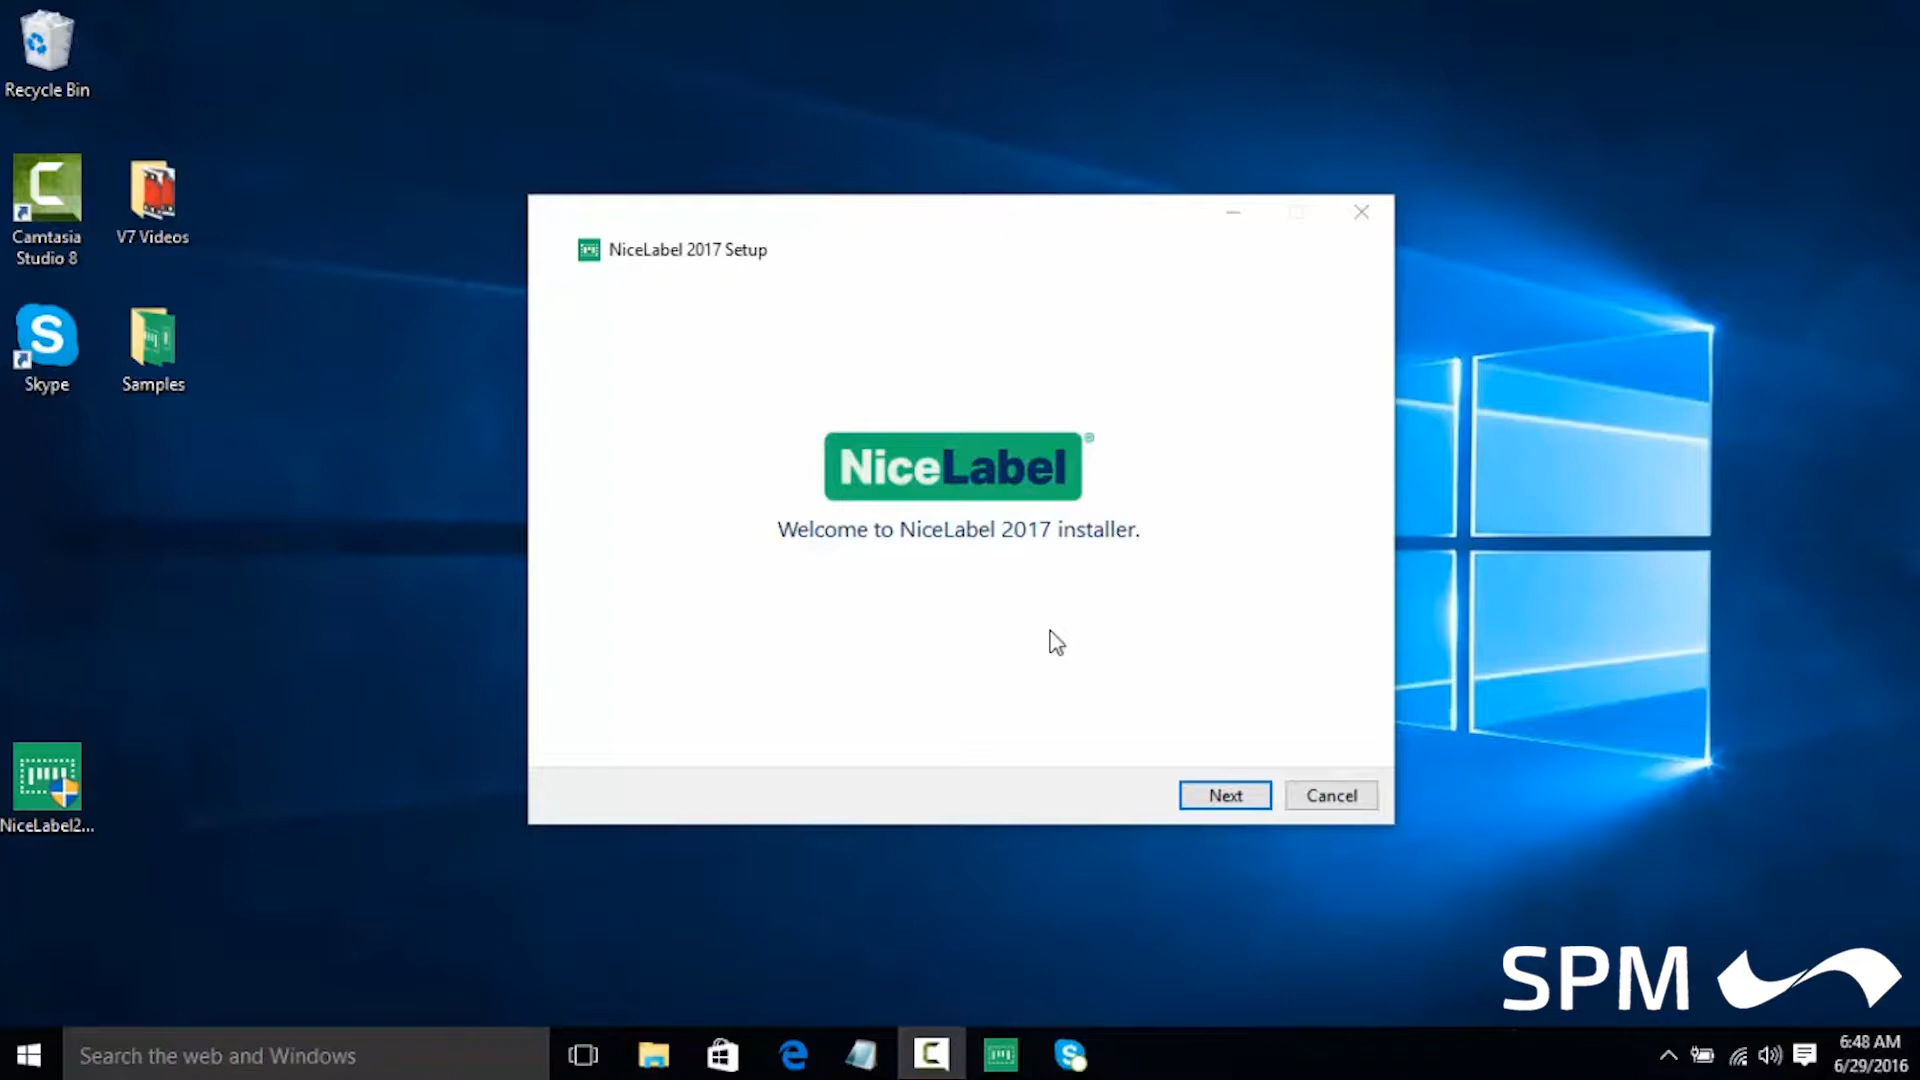 Recycle Bin
Camtasia
Studio 8
V7 Videos
Skype
Samples
NiceLabel2...
NiceLabel 2017 Setup
NiceLabel®
Welcome to NiceLabel 2017 installer.
Next
Cancel
SPM
Search the web and Windows
6:48 AM
6/29/2016